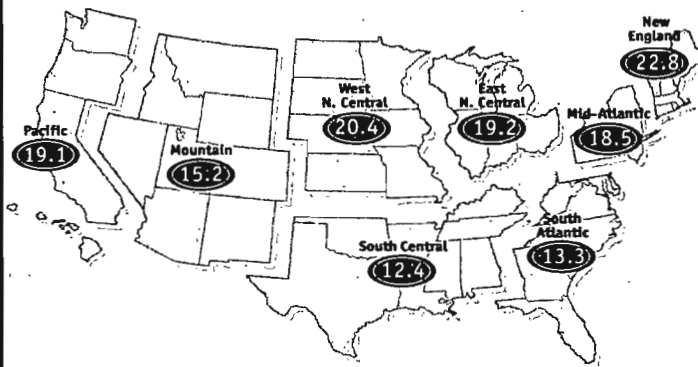 New
England
22.8
West
N. Central
20.4
East
N. Central
19.2
Mid-Atlantic
18.5
Pacific
19.1
Mountain
15.2
South
Atlantic
13.3
South Central
12.4